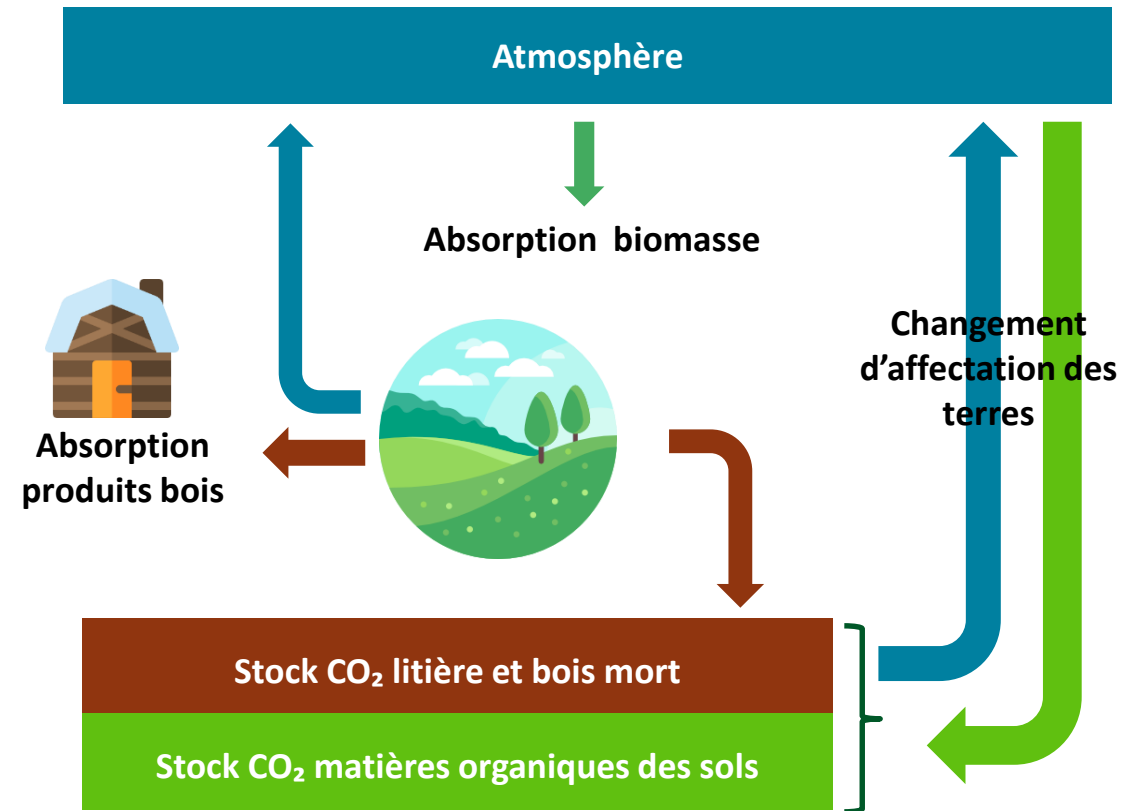 Atmosphère
Absorption biomasse
Changement
d’affectation des
terres
Absorption
produits bois
Stock CO₂ litière et bois mort
Stock CO₂ matières organiques des sols